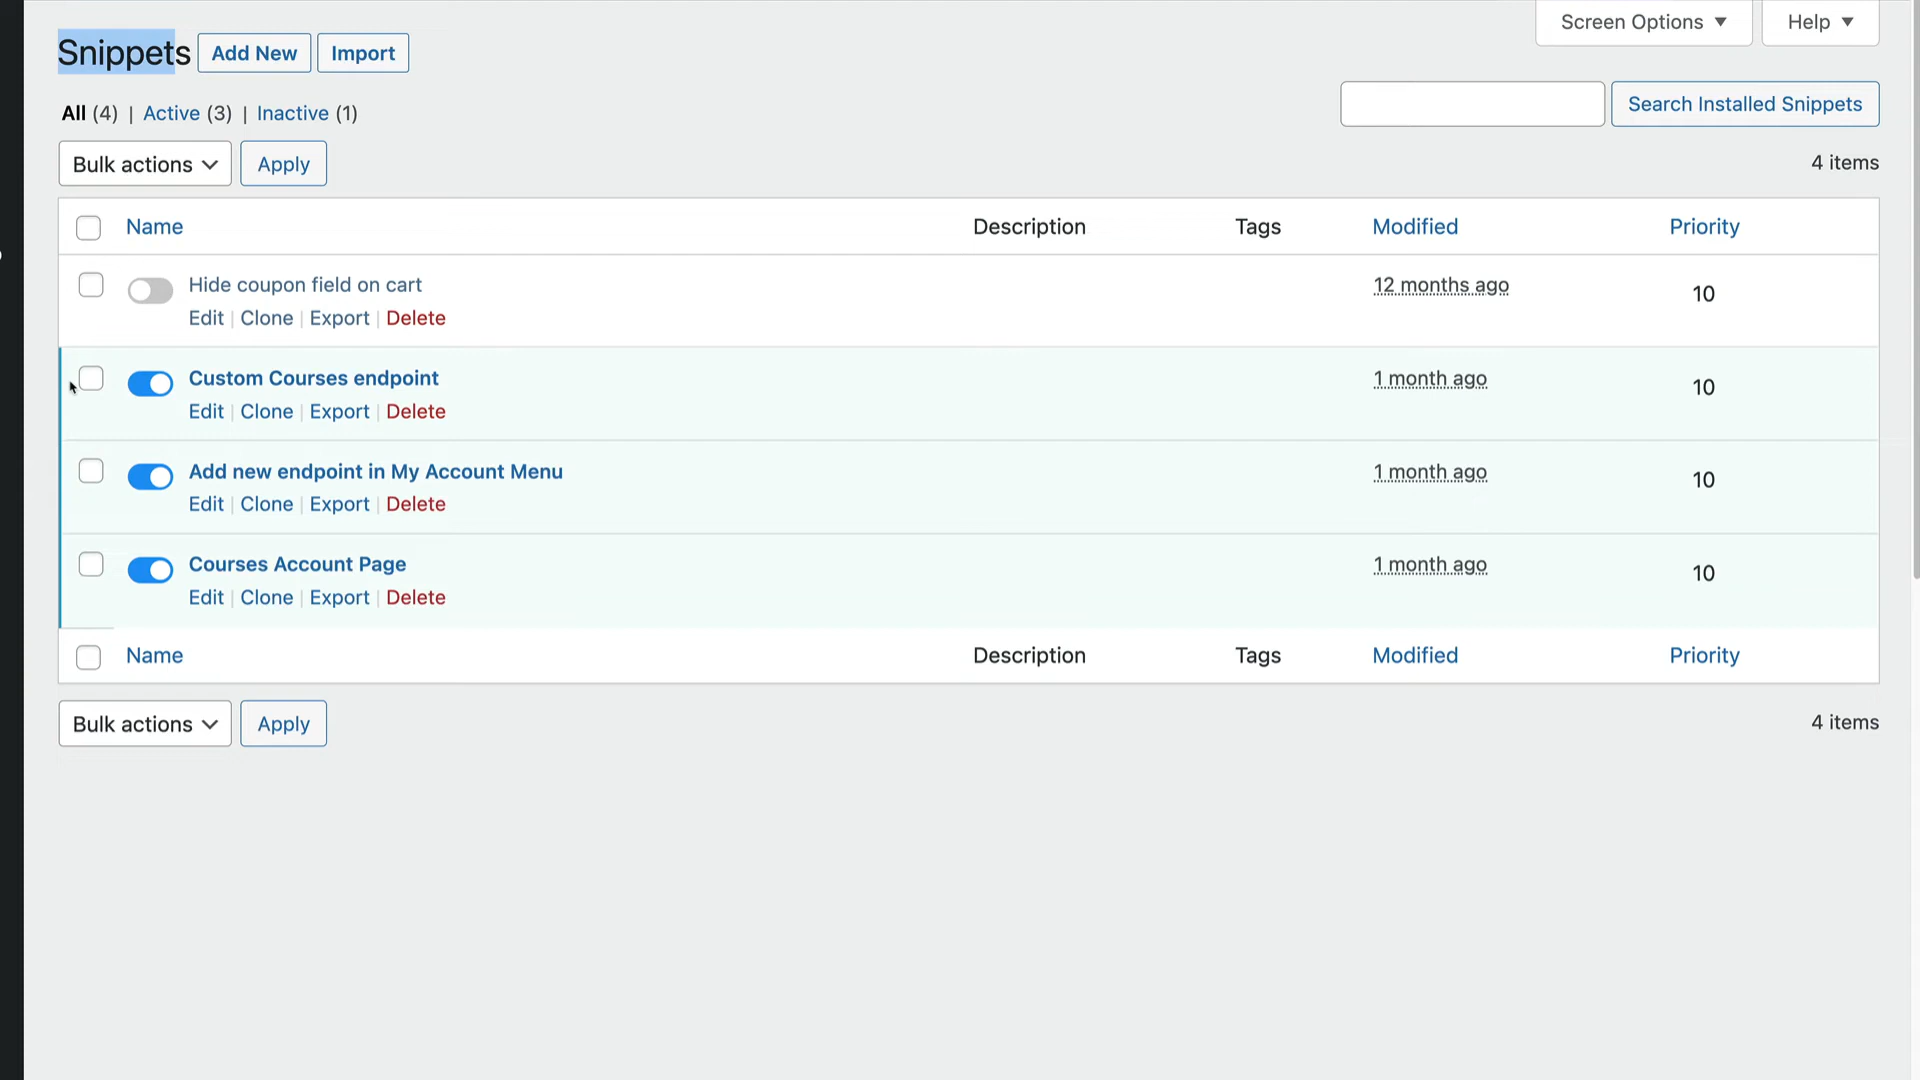 Screen Options ▼ Help ▼
Snippets Add New Import
All (4) | Active (3) | Inactive (1)
Search Installed Snippets
Bulk actions Apply 4 items
Name Description Tags Modified Priority
Hide coupon field on cart 12 months ago 10
Edit | Clone | Export | Delete
Custom Courses endpoint 1 month ago 10
Edit | Clone | Export | Delete
Add new endpoint in My Account Menu 1 month ago 10
Edit | Clone | Export | Delete
Courses Account Page 1 month ago 10
Edit | Clone | Export | Delete
Name Description Tags Modified Priority
Bulk actions Apply 4 items